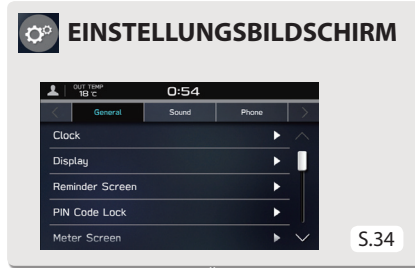 EINSTELLUNGSBILDSCHIRM
OUT TEMP
18 °C
0:54
General Sound Phone
Clock
Display
Reminder Screen
PIN Code Lock
Meter Screen
S.34